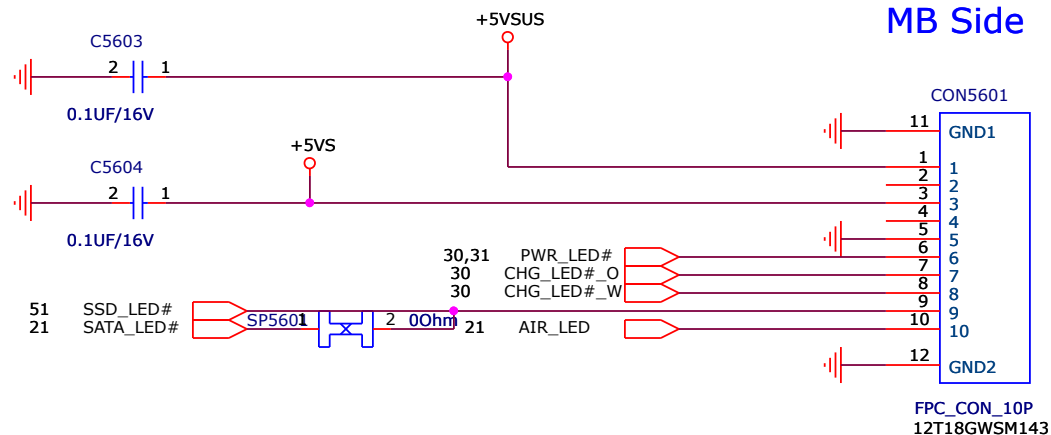 MB Side
+5VSUS
C5603
2 1
0.1UF/16V
CON5601
11 GND1
+5VS
1 1
2 2
C5604
2 1
3 3
4 4
0.1UF/16V
5 5
30,31 PWR_LED# 6 6
30 CHG_LED#_O 7 7
30 CHG_LED#_W 8 8
51 SSD_LED# 9 9
21 SATA_LED# SP5601 1 2 0Ohm 21 AIR_LED 10 10
12 GND2
FPC_CON_10P
12T18GWSM143